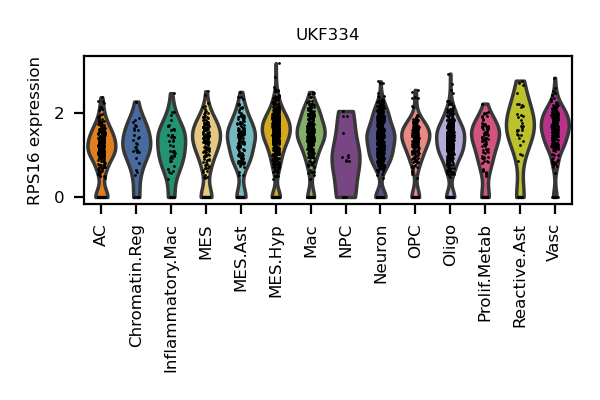 UKF334
RPS16 expression
2
0
AC
Chromatin.Reg
Inflammatory.Mac
MES
MES.Ast
MES.Hyp
Mac
NPC
Neuron
OPC
Oligo
Prolif.Metab
Reactive.Ast
Vasc